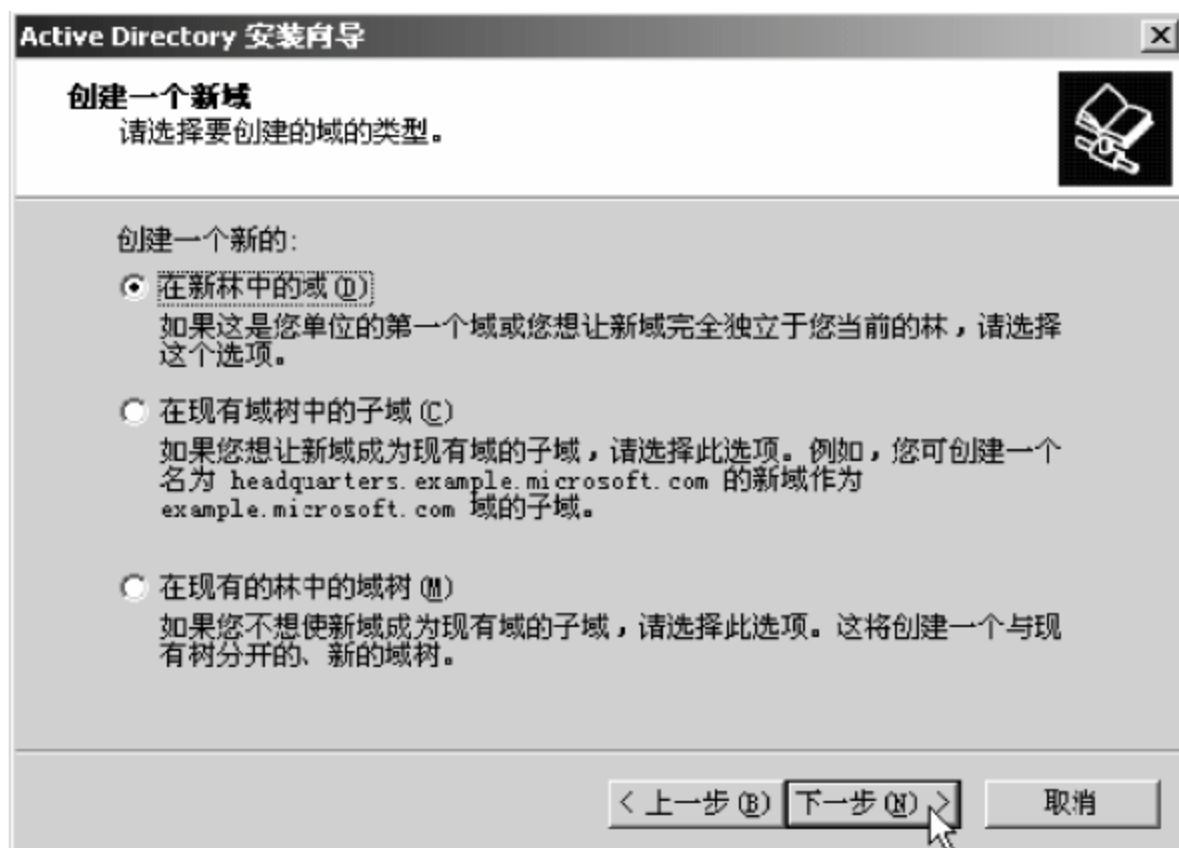 Active Directory 安装向导
创建一个新域
请选择要创建的域的类型。
创建一个新的:
在新林中的域(D)
如果这是您单位的第一个域或您想让新域完全独立于您当前的林，请选择
这个选项。
在现有域树中的子域(C)
如果您想让新域成为现有域的子域，请选择此选项。例如，您可创建一个
名为 headquarters.example.microsoft.com 的新域作为
example.microsoft.com 域的子域。
在现有的林中的域树(M)
如果您不想使新域成为现有域的子域，请选择此选项。这将创建一个与现
有树分开的、新的域树。
< 上一步(B) 下一步(N) > 取消